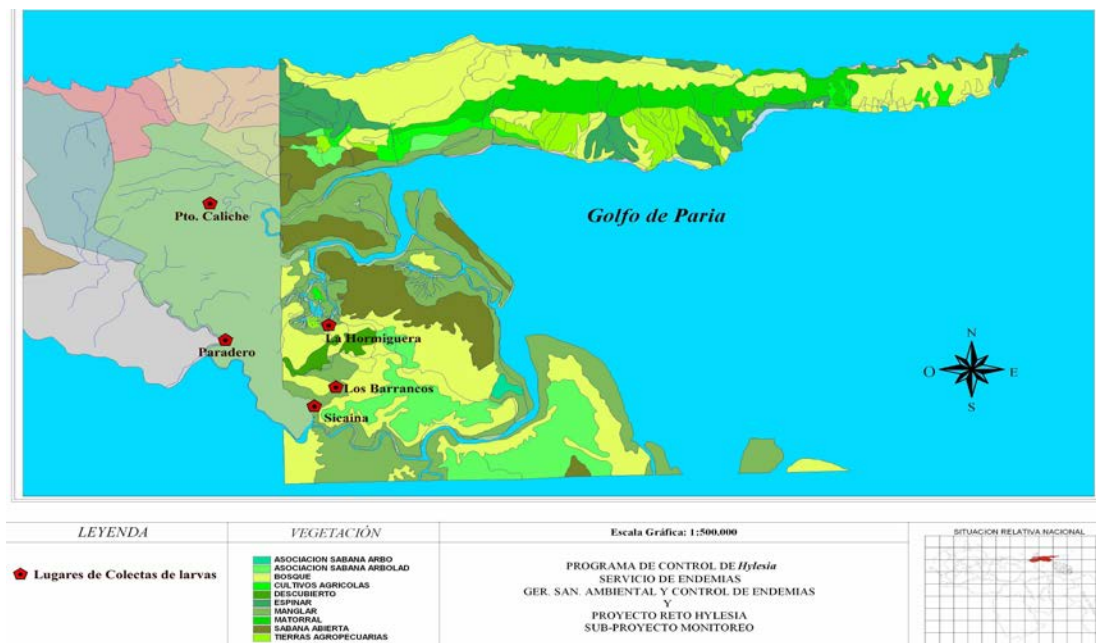 Golfo de Paria
Pto. Caliche
La Hormiguera
Paradero
Los Barrancos
Sicaina
N
O E
S
LEYENDA
Lugares de Colectas de larvas
VEGETACIÓN
ASOCIACION SABANA ARBO
ASOCIACION SABANA ARBOLAD
BOSQUE
CULTIVOS AGRICOLAS
DESCUBIERTO
ESPINAR
MANGLAR
MATORRAL
SABANA ABIERTA
TIERRAS AGROPECUARIAS
Escala Gráfica: 1:500,000
PROGRAMA DE CONTROL DE Hylesia
SERVICIO DE ENDEMIAS
GER. SAN. AMBIENTAL Y CONTROL DE ENDEMIAS
Y
PROYECTO RETO HYLESIA
SUB-PROYECTO MONITOREO
SITUACION RELATIVA NACIONAL